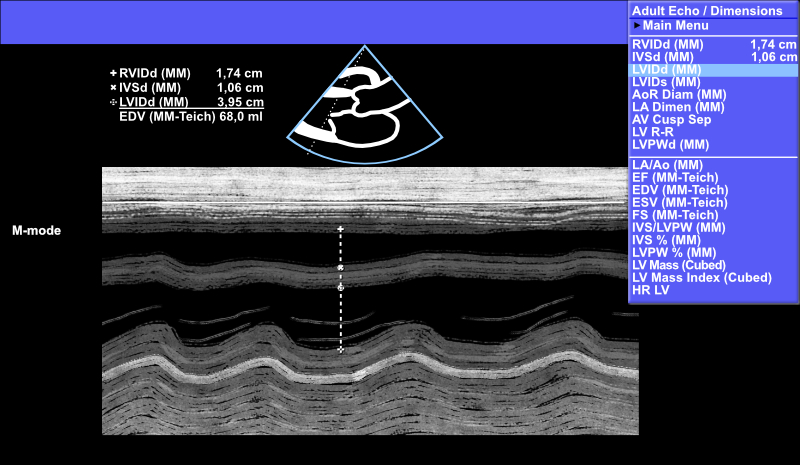 Adult Echo / Dimensions
Main Menu
RVIDd (MM) 1,74 cm
IVSd (MM) 1,06 cm
LVIDd (MM)
LVIDs (MM)
AoR Diam (MM)
LA Dimen (MM)
AV Cusp Sep
LV R-R
LVPWd (MM)
LA/Ao (MM)
EF (MM-Teich)
EDV (MM-Teich)
ESV (MM-Teich)
FS (MM-Teich)
IVS/LVPW (MM)
IVS % (MM)
LVPW % (MM)
LV Mass (Cubed)
LV Mass Index (Cubed)
HR LV
RVIDd (MM) 1,74 cm
IVSd (MM) 1,06 cm
LVIDd (MM) 3,95 cm
EDV (MM-Teich) 68,0 ml
M-mode